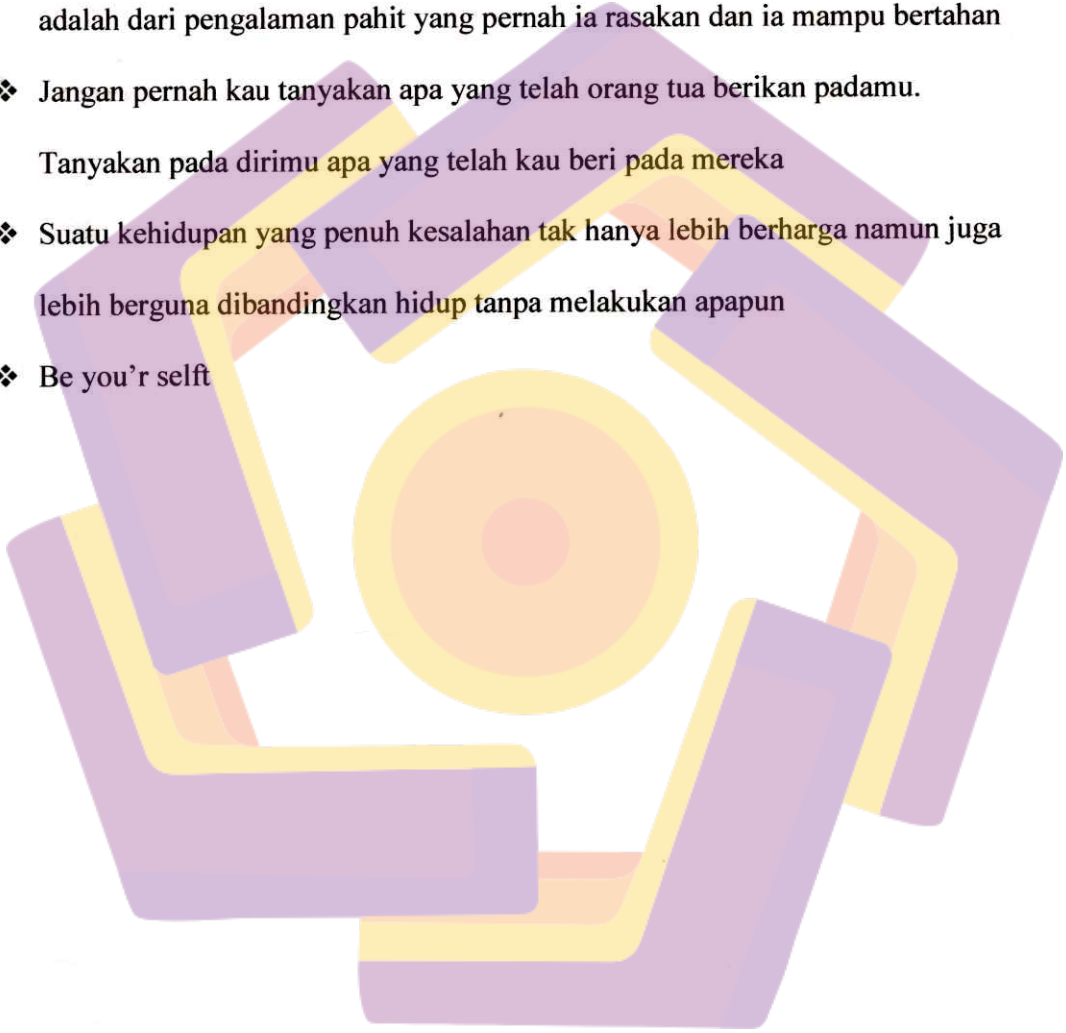 adalah dari pengalaman pahit yang pernah ia rasakan dan ia mampu bertahan
❖ Jangan pernah kau tanyakan apa yang telah orang tua berikan padamu.
Tanyakan pada dirimu apa yang telah kau beri pada mereka
❖ Suatu kehidupan yang penuh kesalahan tak hanya lebih berharga namun juga
lebih berguna dibandingkan hidup tanpa melakukan apapun
❖ Be you'r selft